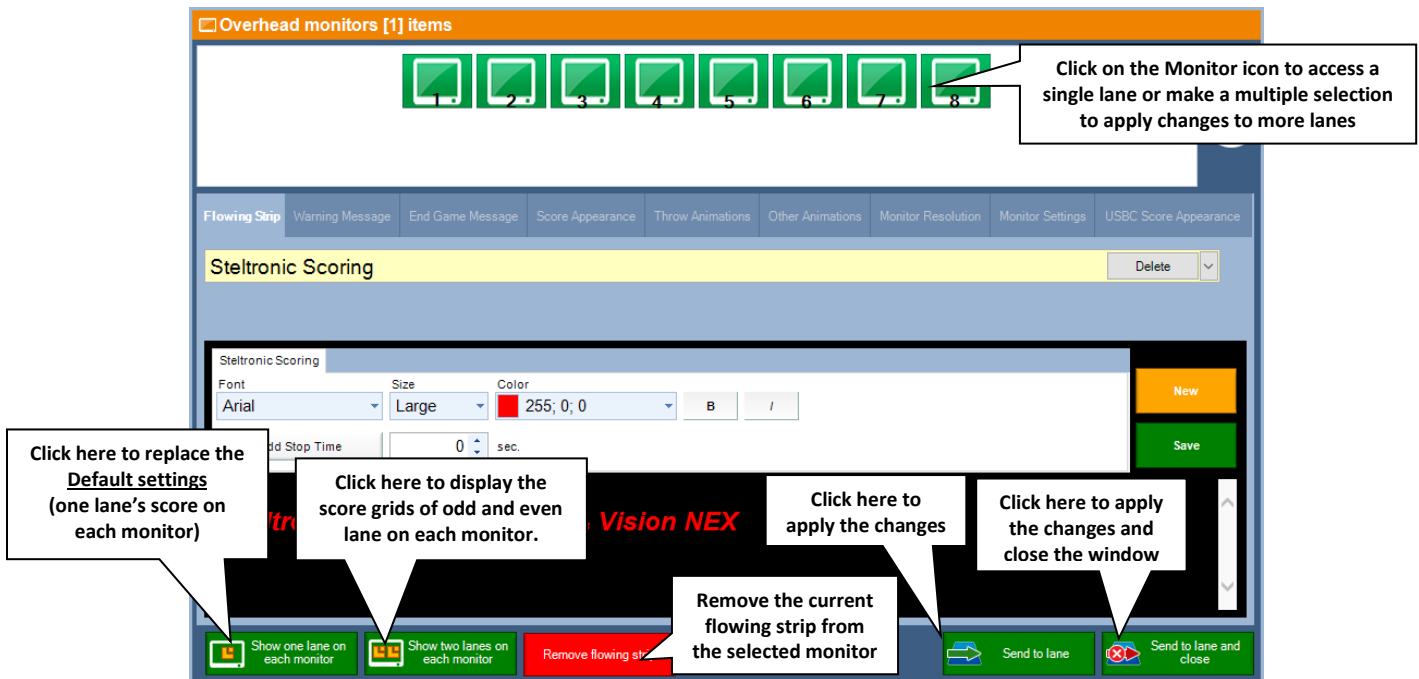 Overhead monitors [1] items
1
2
3
4
5
6
7
8
Click on the Monitor icon to access a
single lane or make a multiple selection
to apply changes to more lanes
Flowing Strip Warning Message End Game Message Score Appearance Throw Animations Other Animations Monitor Resolution Monitor Settings USBC Score Appearance
Steltronic Scoring
Delete
Steltronic Scoring
Font Size Color
Arial Large 255; 0; 0 B I
Stop Time 0 sec.
New
Save
Click here to replace the
Default settings
(one lane's score on
each monitor)
Click here to display the
score grids of odd and even
lane on each monitor.
Vision NEX
Click here to
apply the changes
Click here to apply
the changes and
close the window
Remove the current
flowing strip from
the selected monitor
Show one lane on
each monitor
Show two lanes on
each monitor
Remove flowing
Send to lane
Send to lane and
close